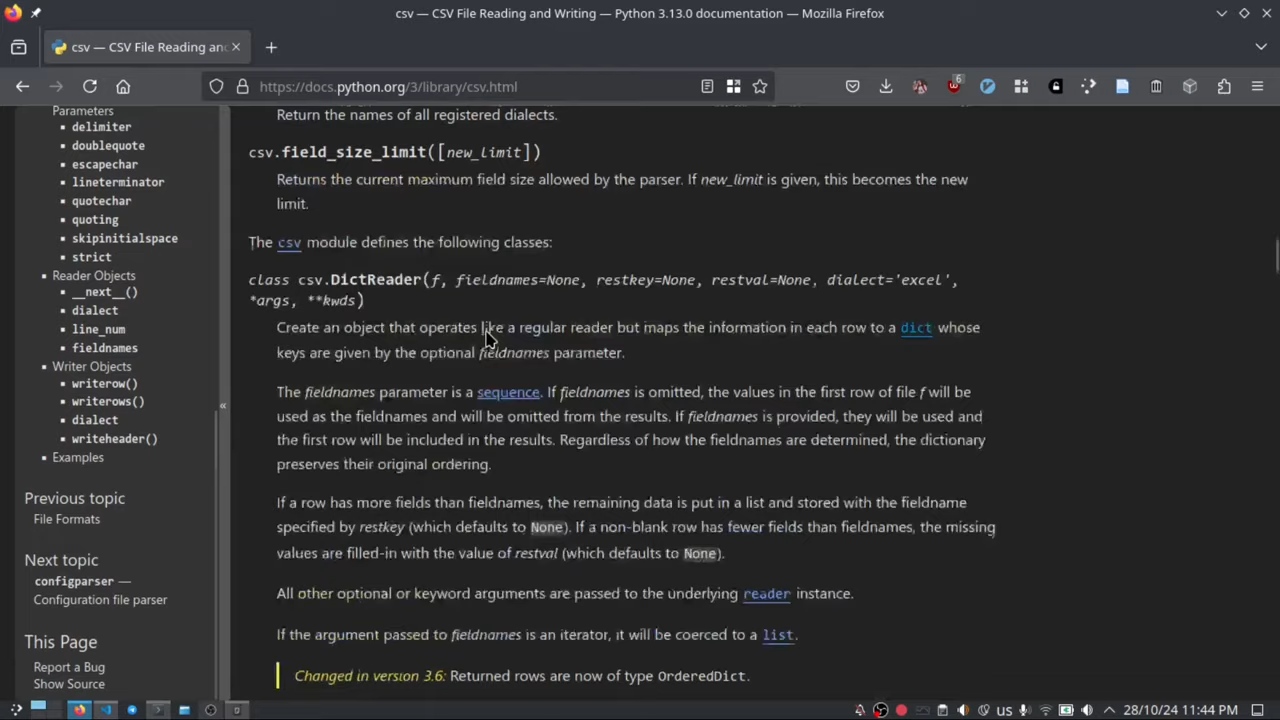 csv — CSV File Reading and Writing — Python 3.13.0 documentation — Mozilla Firefox
csv — CSV File Reading an
https://docs.python.org/3/library/csv.html
6
Parameters
delimiter
doublequote
escapechar
lineterminator
quotechar
quoting
skipinitialspace
strict
Reader Objects
__next__()
dialect
line_num
fieldnames
Writer Objects
writerow()
writerows()
dialect
writeheader()
Examples
Previous topic
File Formats
Next topic
configparser —
Configuration file parser
This Page
Report a Bug
Show Source
«
Return the names of all registered dialects.
csv.field_size_limit([new_limit])
Returns the current maximum field size allowed by the parser. If new_limit is given, this becomes the new
limit.
The csv module defines the following classes:
class csv.DictReader(f, fieldnames=None, restkey=None, restval=None, dialect='excel',
*args, **kwds)
Create an object that operates like a regular reader but maps the information in each row to a dict whose
keys are given by the optional fieldnames parameter.
The fieldnames parameter is a sequence. If fieldnames is omitted, the values in the first row of file f will be
used as the fieldnames and will be omitted from the results. If fieldnames is provided, they will be used and
the first row will be included in the results. Regardless of how the fieldnames are determined, the dictionary
preserves their original ordering.
If a row has more fields than fieldnames, the remaining data is put in a list and stored with the fieldname
specified by restkey (which defaults to None). If a non-blank row has fewer fields than fieldnames, the missing
values are filled-in with the value of restval (which defaults to None).
All other optional or keyword arguments are passed to the underlying reader instance.
If the argument passed to fieldnames is an iterator, it will be coerced to a list.
Changed in version 3.6: Returned rows are now of type OrderedDict.
us
28/10/24 11:44 PM